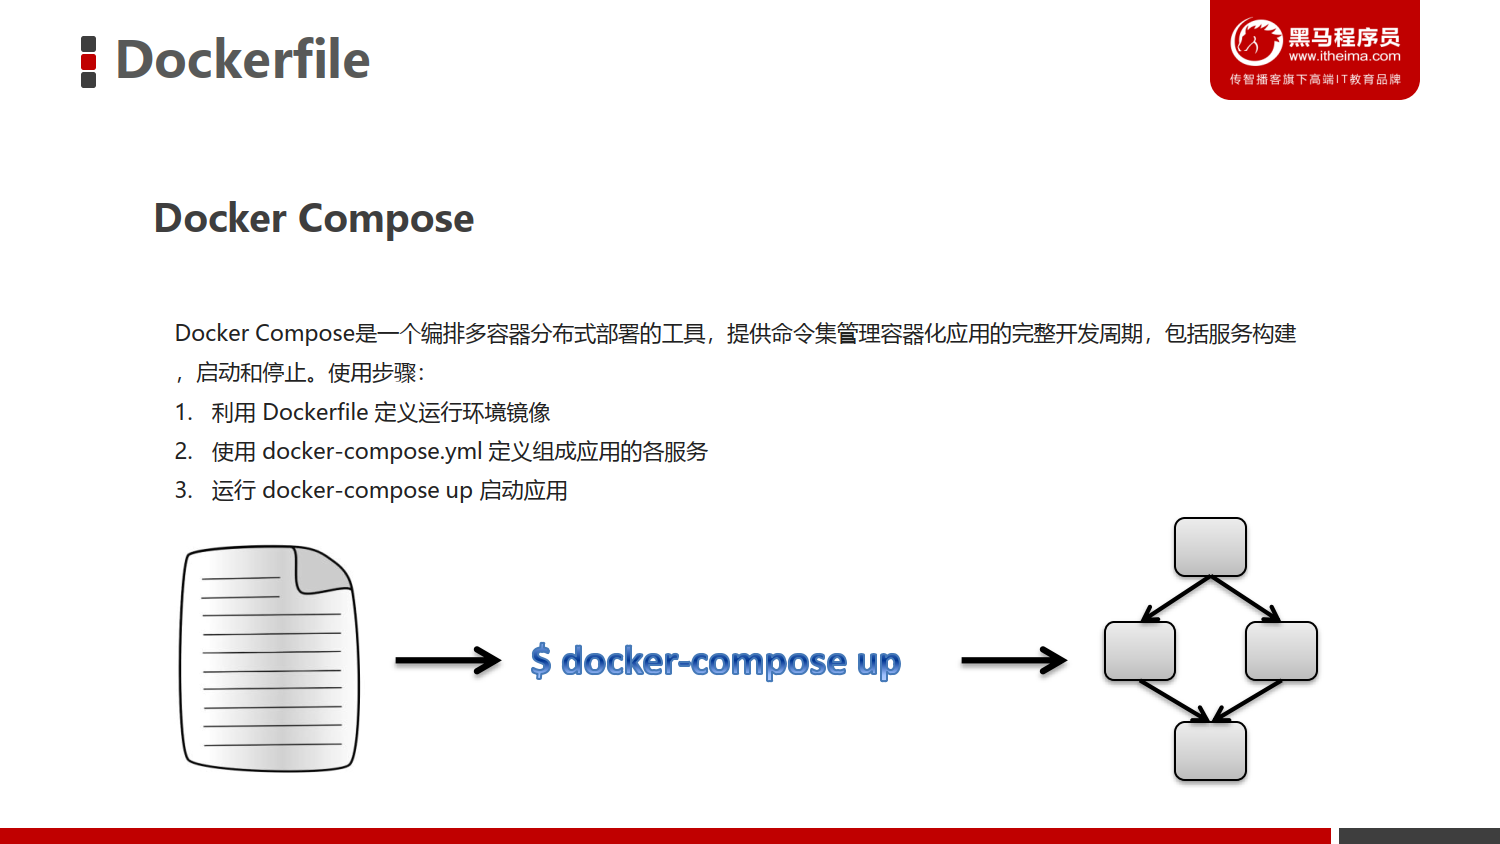 Dockerfile
黑马程序员
www.itheima.com
传智播客旗下高端IT教育品牌
Docker Compose
Docker Compose是一个编排多容器分布式部署的工具，提供命令集管理容器化应用的完整开发周期，包括服务构建
，启动和停止。使用步骤：
1. 利用 Dockerfile 定义运行环境镜像
2. 使用 docker-compose.yml 定义组成应用的各服务
3. 运行 docker-compose up 启动应用
$ docker-compose up